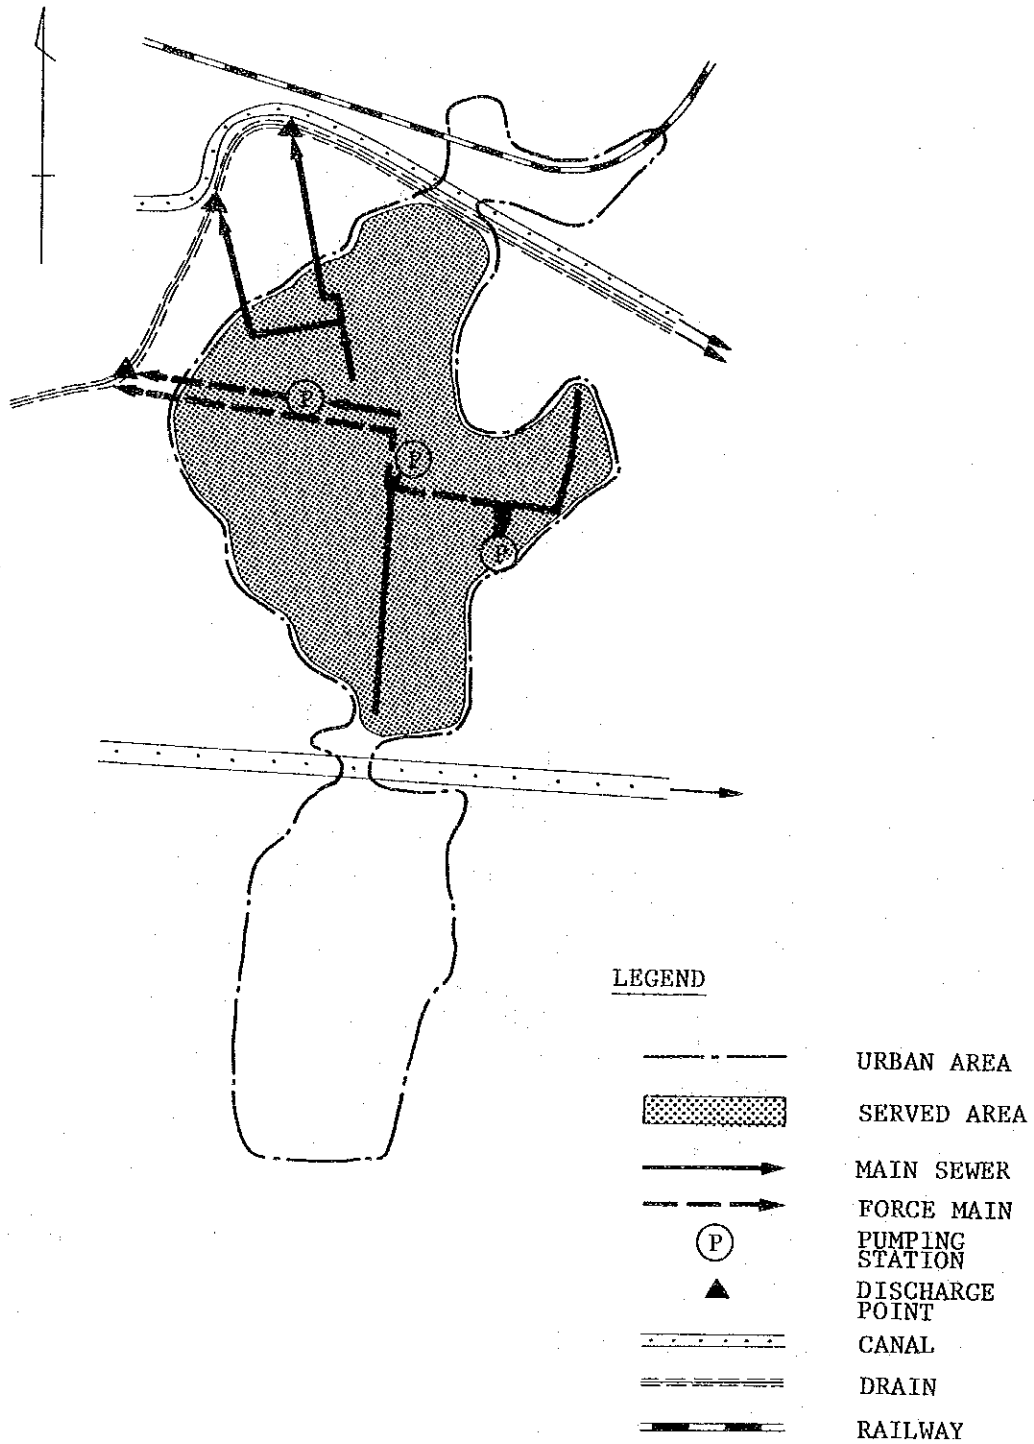 P
P
P
LEGEND
URBAN AREA
SERVED AREA
MAIN SEWER
FORCE MAIN
P
PUMPING
STATION
DISCHARGE
POINT
CANAL
DRAIN
RAILWAY